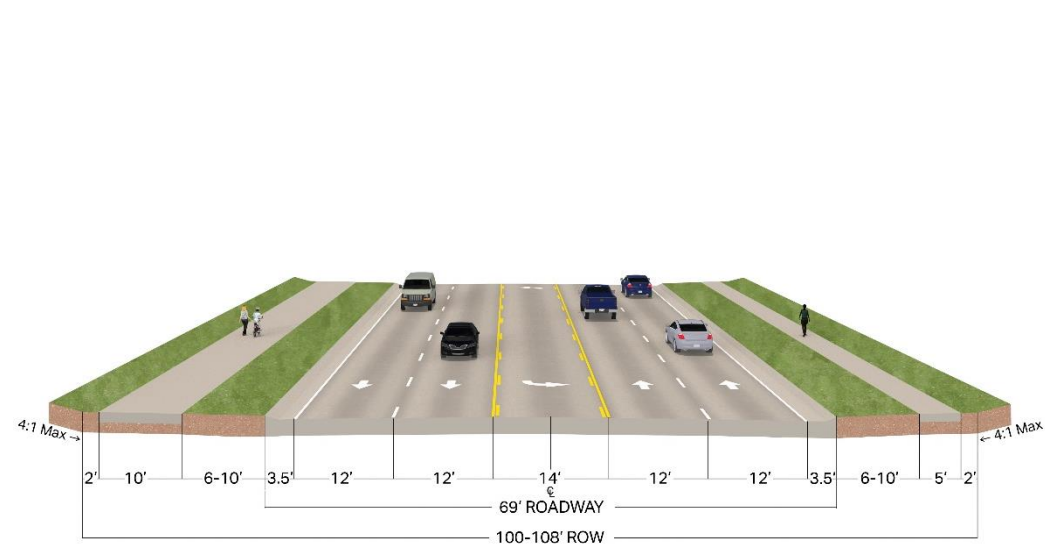 4:1 Max →
← 4:1 Max
2' 10' 6-10' 3.5' 12' 12' 14' 12' 12' 3.5' 6-10' 5' 2'
℄
69' ROADWAY
100-108' ROW